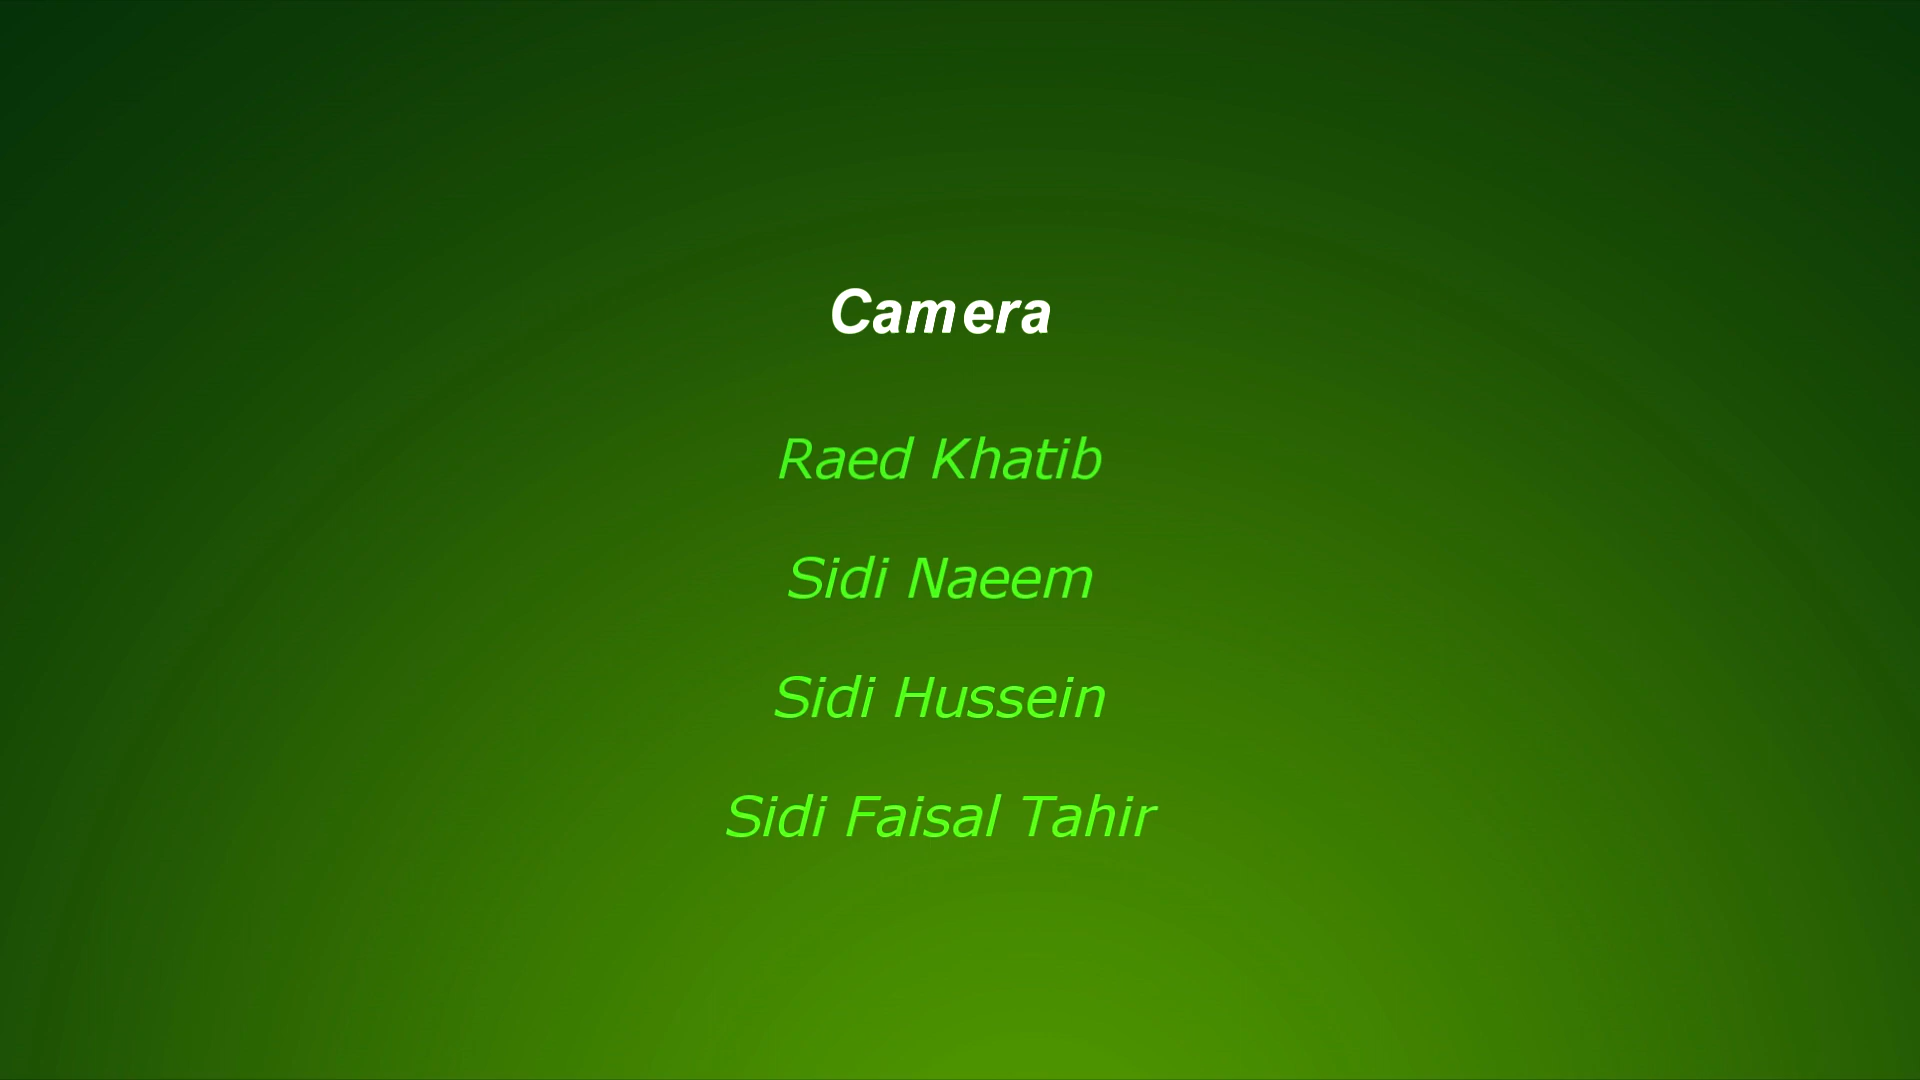 Camera
Raed Khatib
Sidi Naeem
Sidi Hussein
Sidi Faisal Tahir